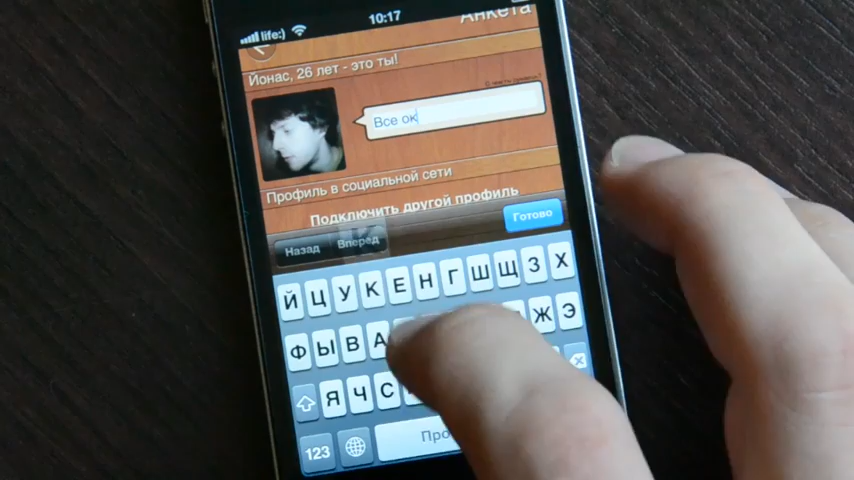 life:) 10:17
Анкета
Йонас, 26 лет - это ты!
Все ок
Профиль в социальной сети
Подключить другой профиль
Назад Вперед Готово
Й Ц У К Е Н Г Ш Щ З Х
Ф Ы В А Ж Э
Я Ч С
123 Про